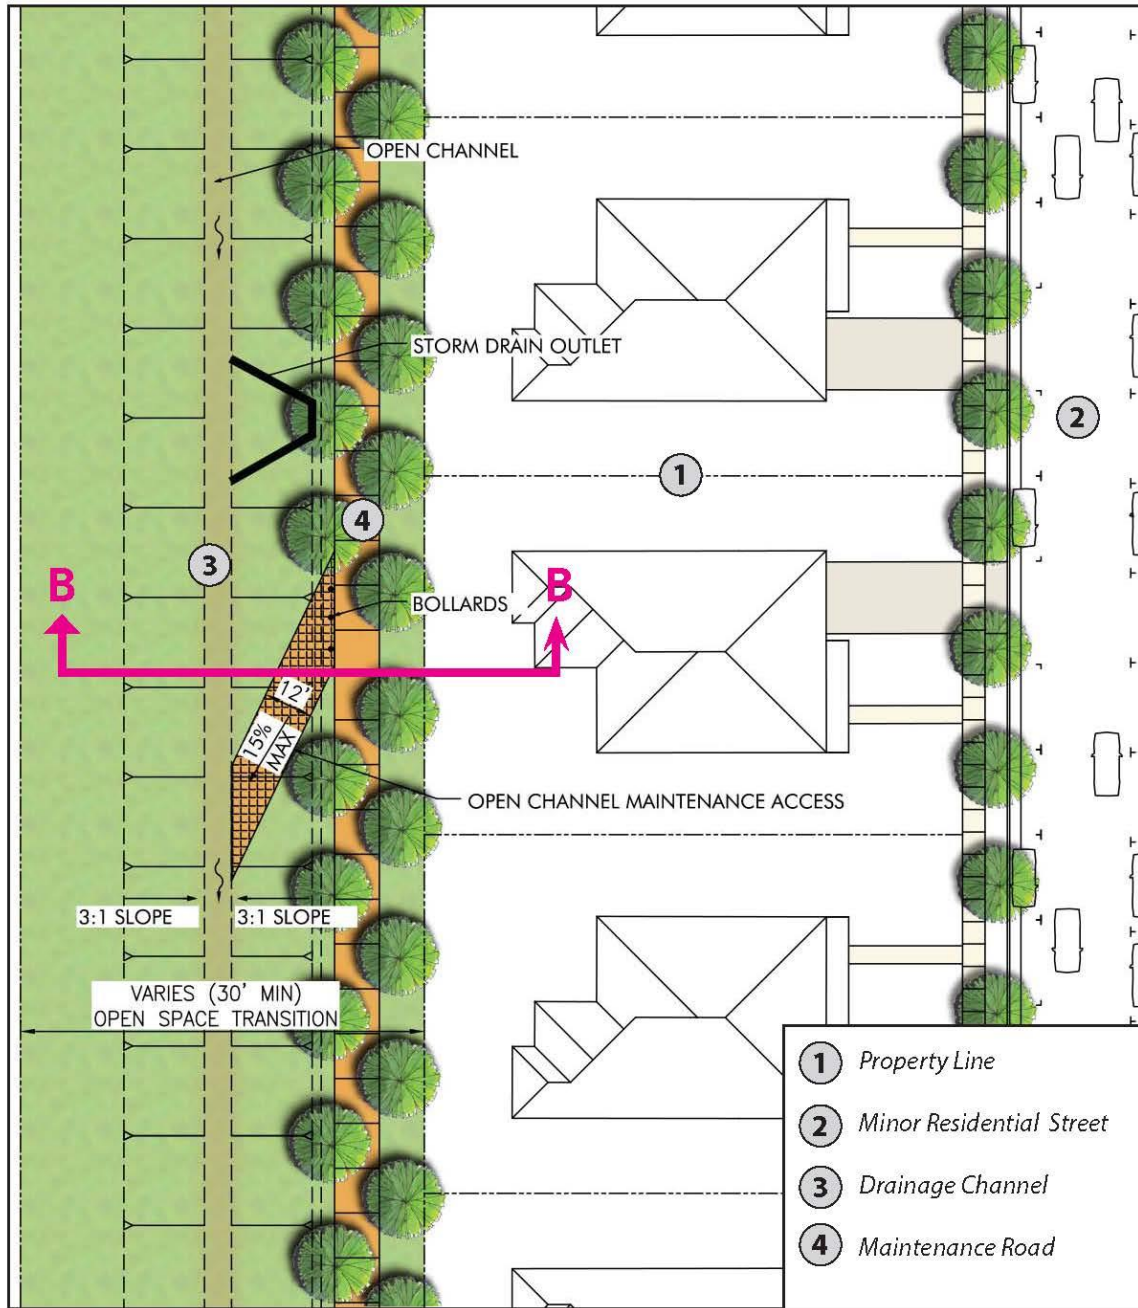 OPEN CHANNEL
STORM DRAIN OUTLET
2
1
4
3
B
B
BOLLARDS
12'
15%
MAX
OPEN CHANNEL MAINTENANCE ACCESS
3:1 SLOPE
3:1 SLOPE
VARIES (30' MIN)
OPEN SPACE TRANSITION
1 Property Line
2 Minor Residential Street
3 Drainage Channel
4 Maintenance Road